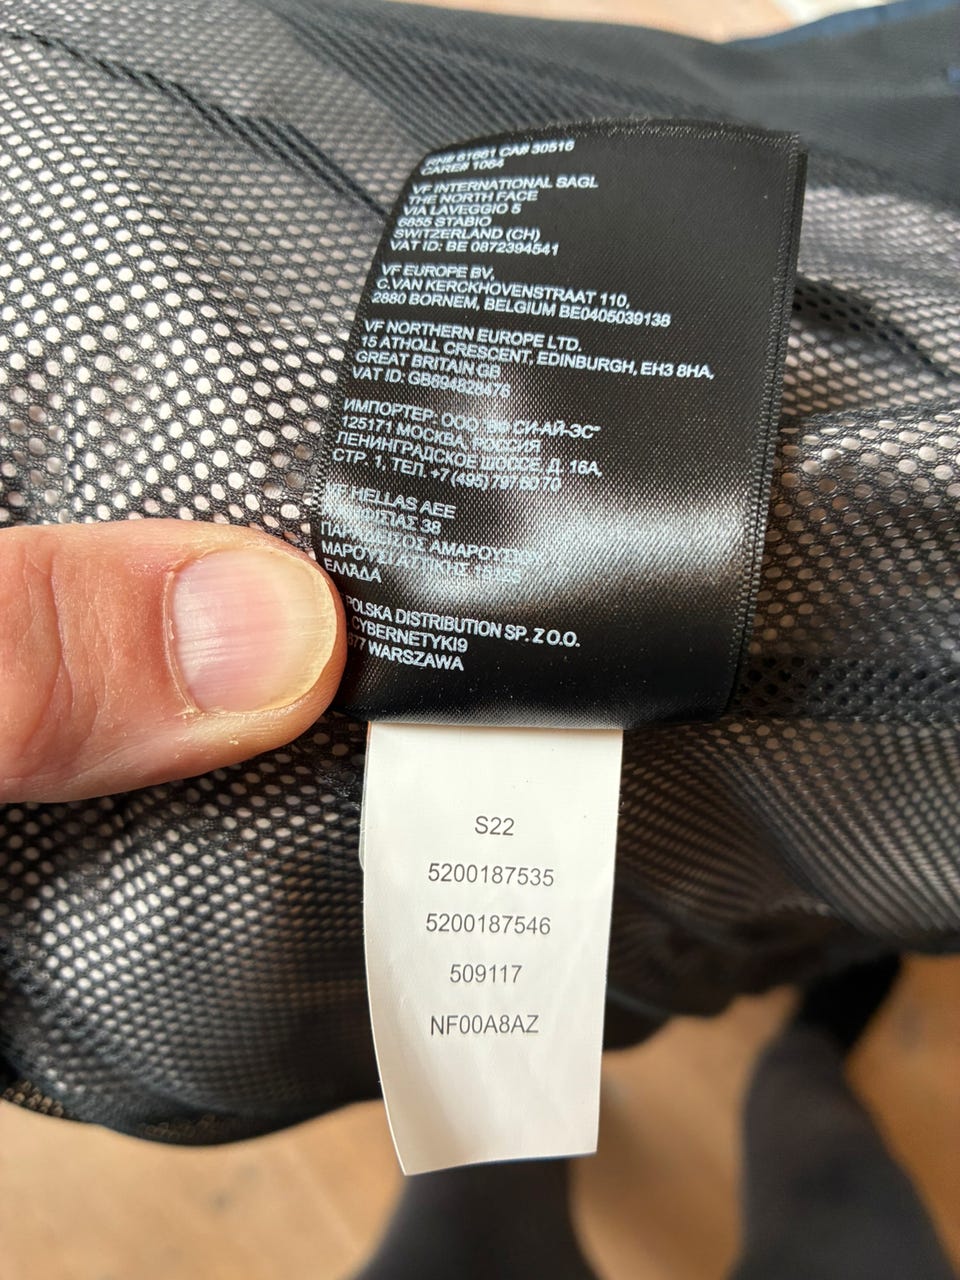 RN# 61661 CA# 30516
CARE# 1064
VF INTERNATIONAL SAGL
THE NORTH FACE
VIA LAVEGGIO 5
6855 STABIO
SWITZERLAND (CH)
VAT ID: BE 0872394541
VF EUROPE BV,
C.VAN KERCKHOVENSTRAAT 110,
2880 BORNEM, BELGIUM BE0405039138
VF NORTHERN EUROPE LTD.
15 ATHOLL CRESCENT, EDINBURGH, EH3 8HA,
GREAT BRITAIN GB
VAT ID:
ИМПОРТЕР: ООО СИ-АЙ-ЭС"
125171 МОСКВА, РОССИЯ
ЛЕНИНГРАДСКОЕ ШОССЕ, Д. 16А,
СТР. 1, ТЕЛ. +7 (495)
HELLAS AEE
38
ΑΜΑΡΟΥΣΙΟΥ
ΕΛΛΑΔΑ
POLSKA DISTRIBUTION SP. Z O.O.
CYBERNETYKI9
WARSZAWA
S22
5200187535
5200187546
509117
NF00A8AZ